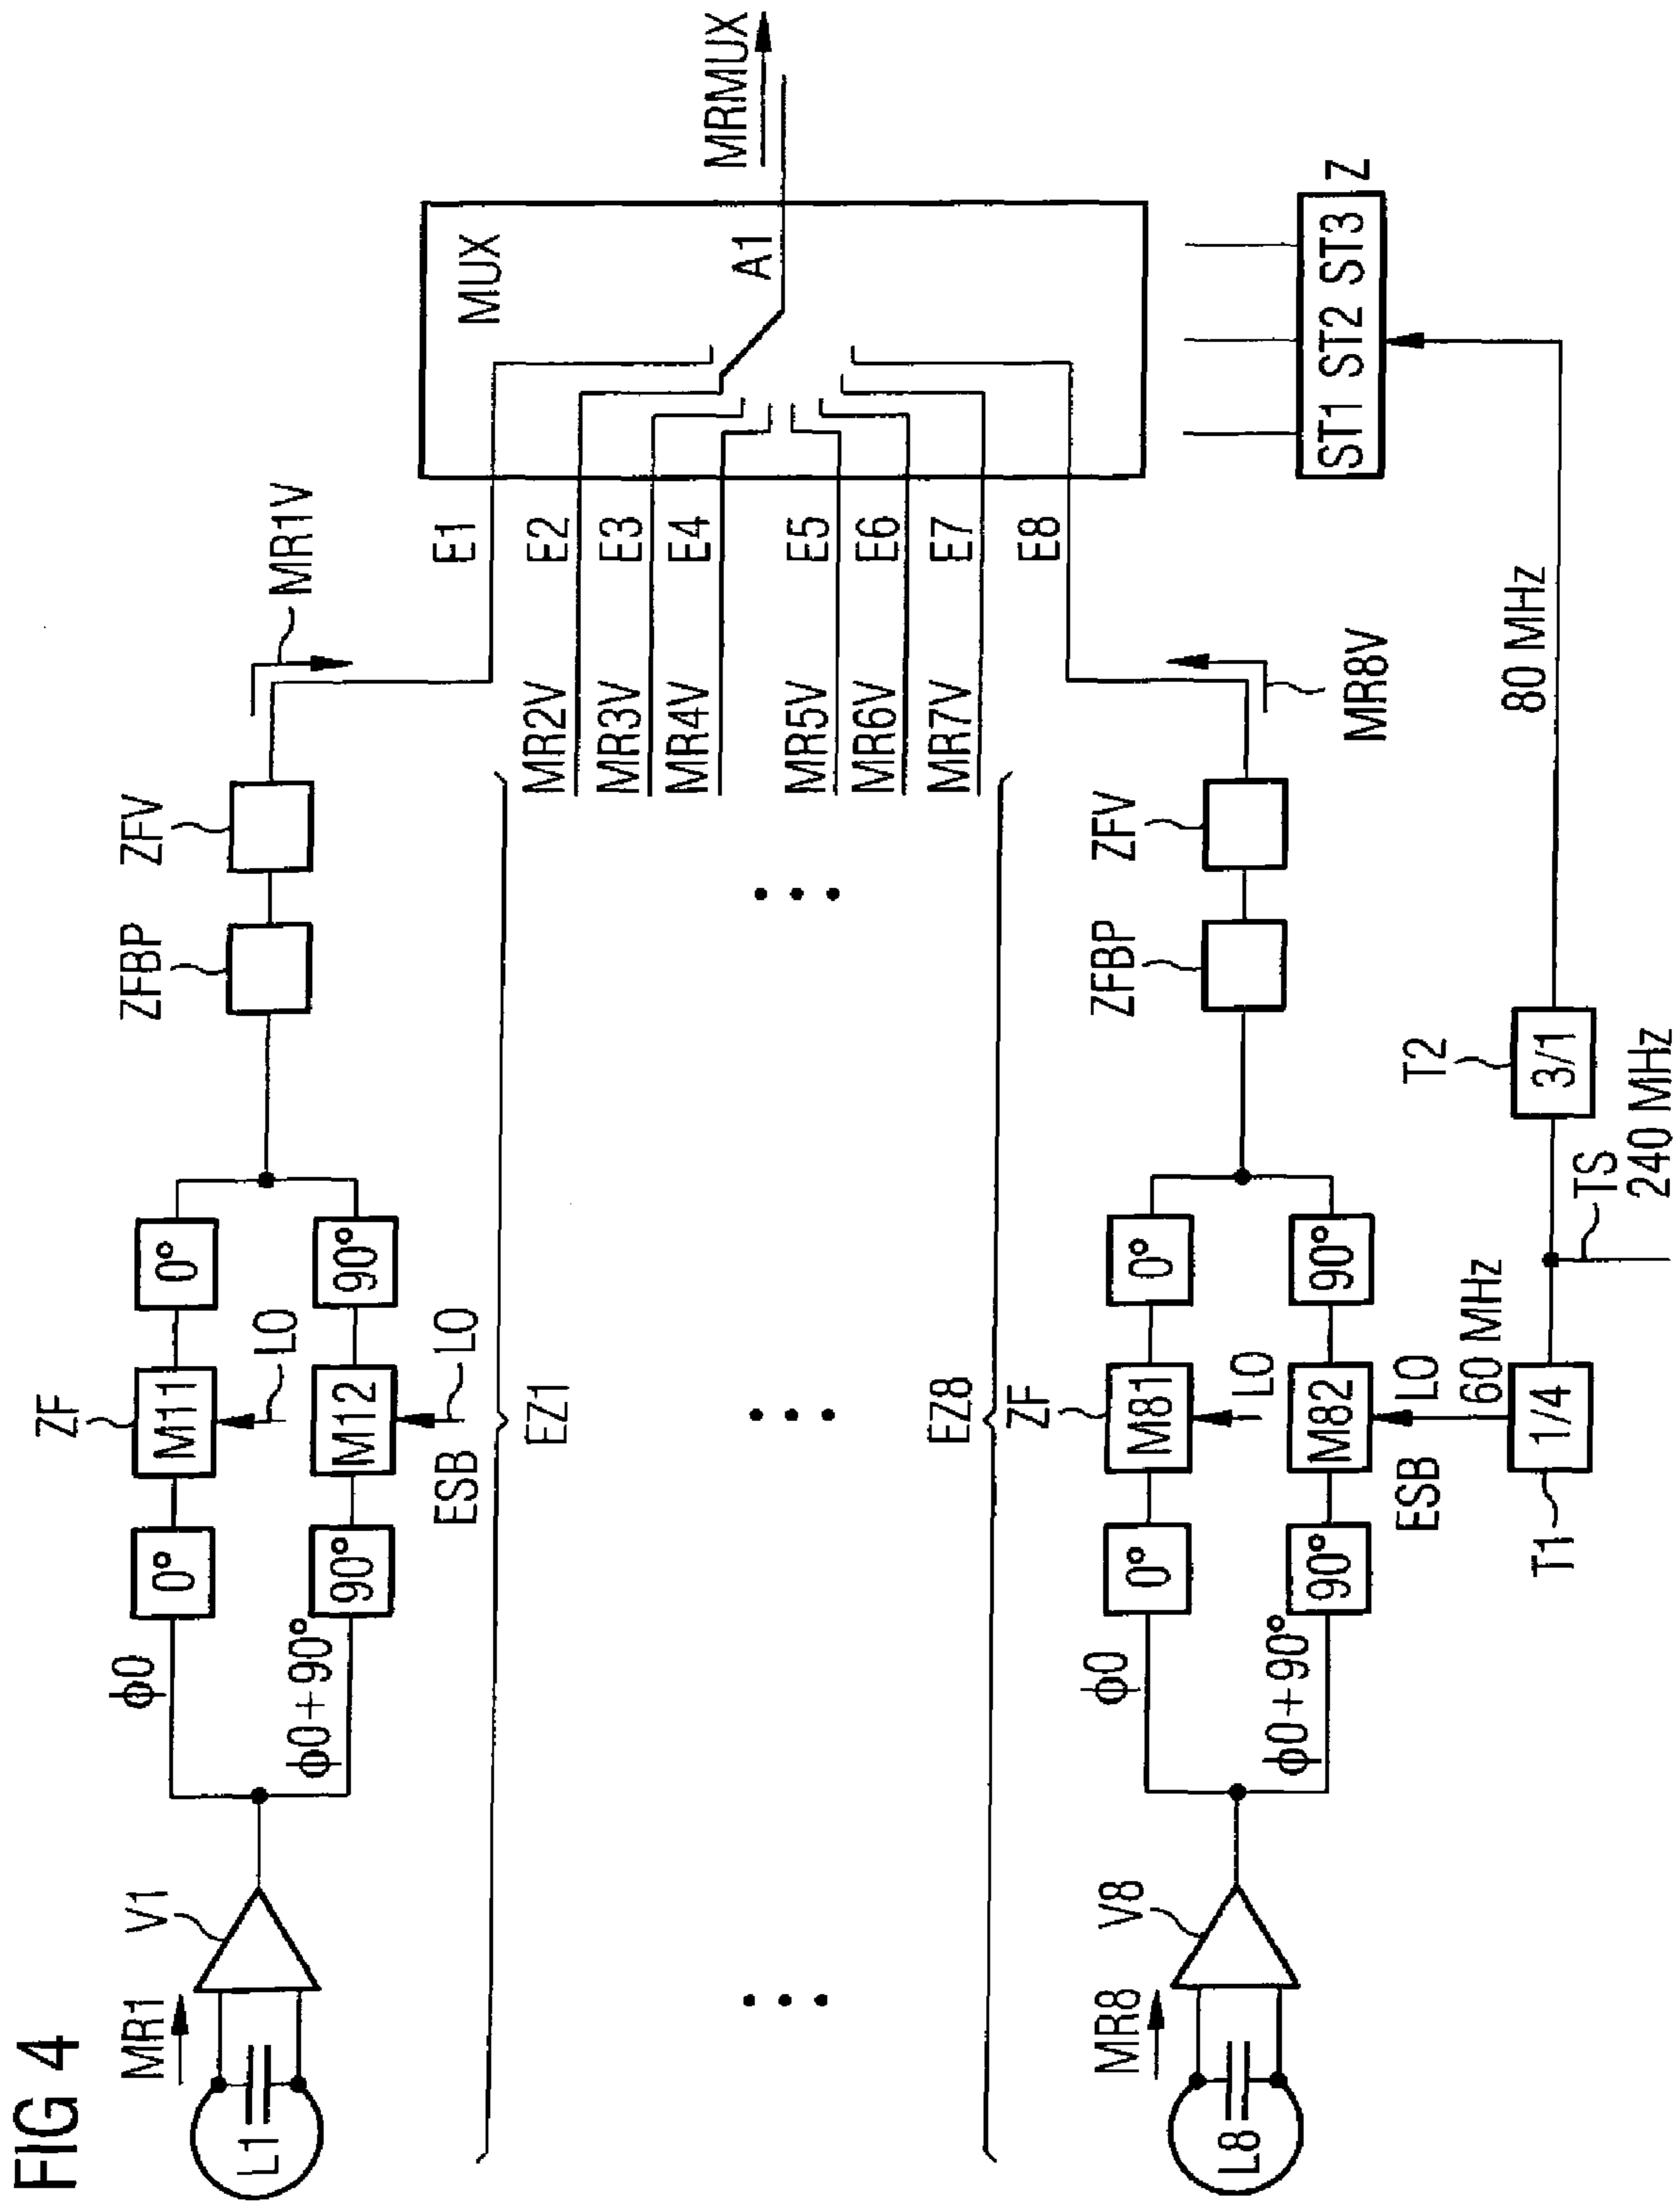 FIG 4
MR1
L1
V1
ϕ0
ϕ0+90°
0°
90°
ZF
M11
M12
LO
LO
ESB
0°
90°
ZFBP
ZFV
MR1V
EZ1
MR2V
MR3V
MR4V
MR5V
MR6V
MR7V
E1
E2
E3
E4
E5
E6
E7
E8
MUX
A1
MRMUX
EZ8
MR8
L8
V8
ϕ0
ϕ0+90°
0°
90°
ZF
M81
M82
LO
LO
ESB
0°
90°
ZFBP
ZFV
MR8V
60 MHz
T1
1/4
TS
240 MHz
T2
3/1
80 MHz
ST1 ST2 ST3
Z